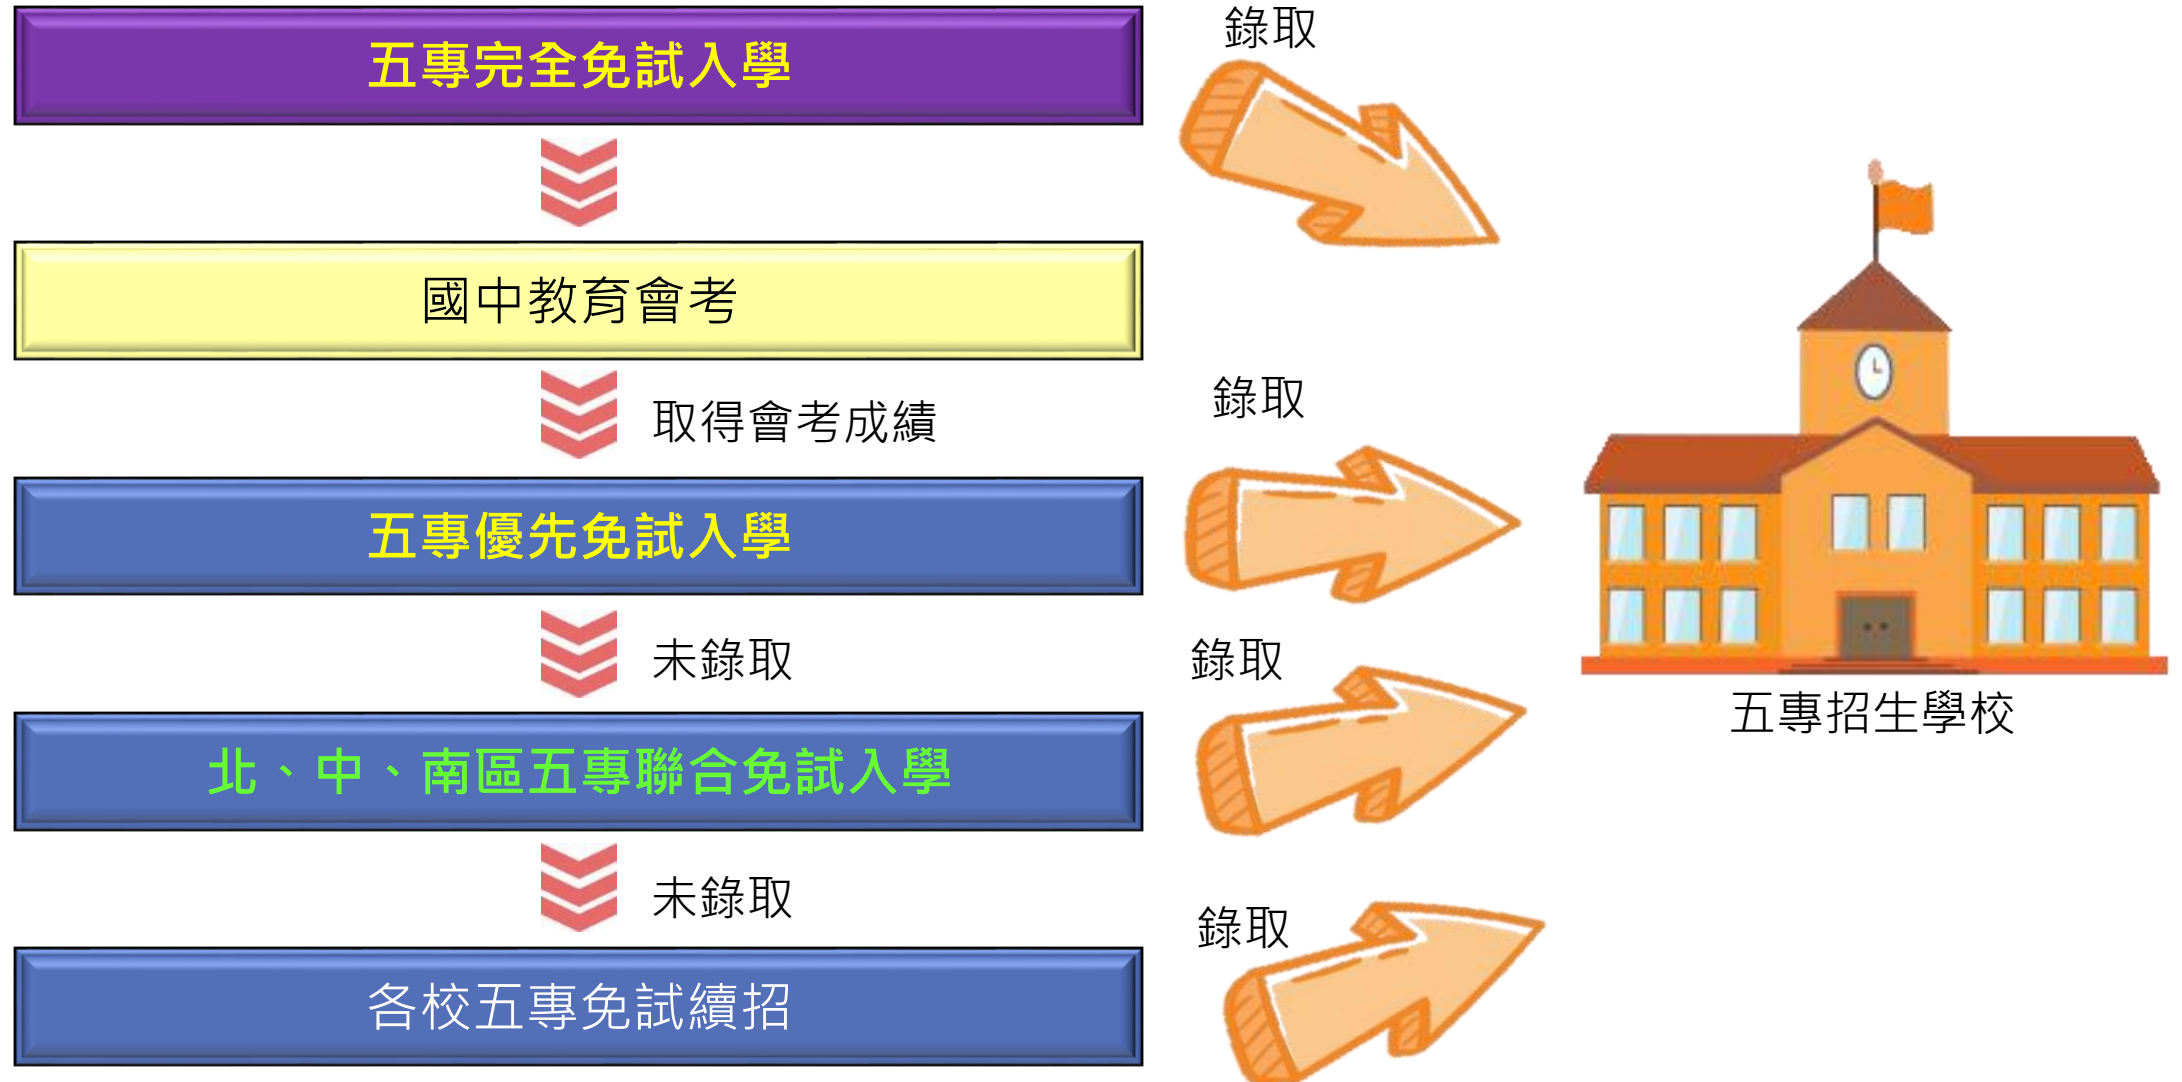 五專完全免試入學
錄取
國中教育會考
取得會考成績
錄取
五專優先免試入學
未錄取
錄取
五專招生學校
北、中、南區五專聯合免試入學
未錄取
錄取
各校五專免試續招